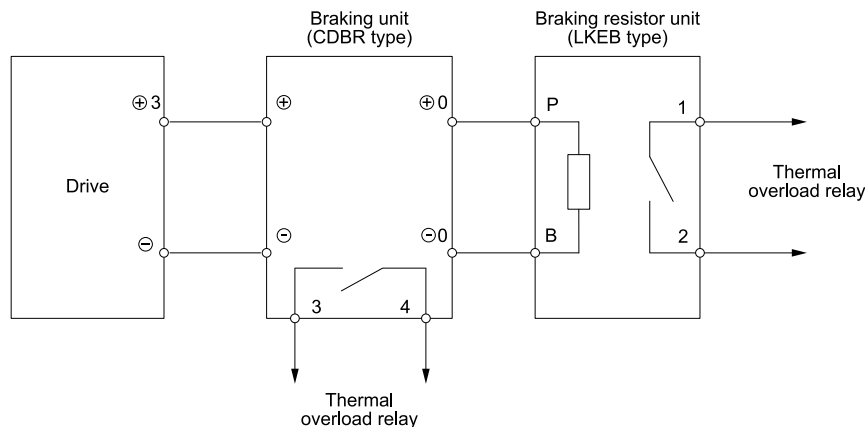 Braking unit
(CDBR type)
Braking resistor unit
(LKEB type)
⊕3
⊕
⊕0
P
1
Drive
Thermal
overload relay
⊖
⊖
⊖0
B
2
3
4
Thermal
overload relay